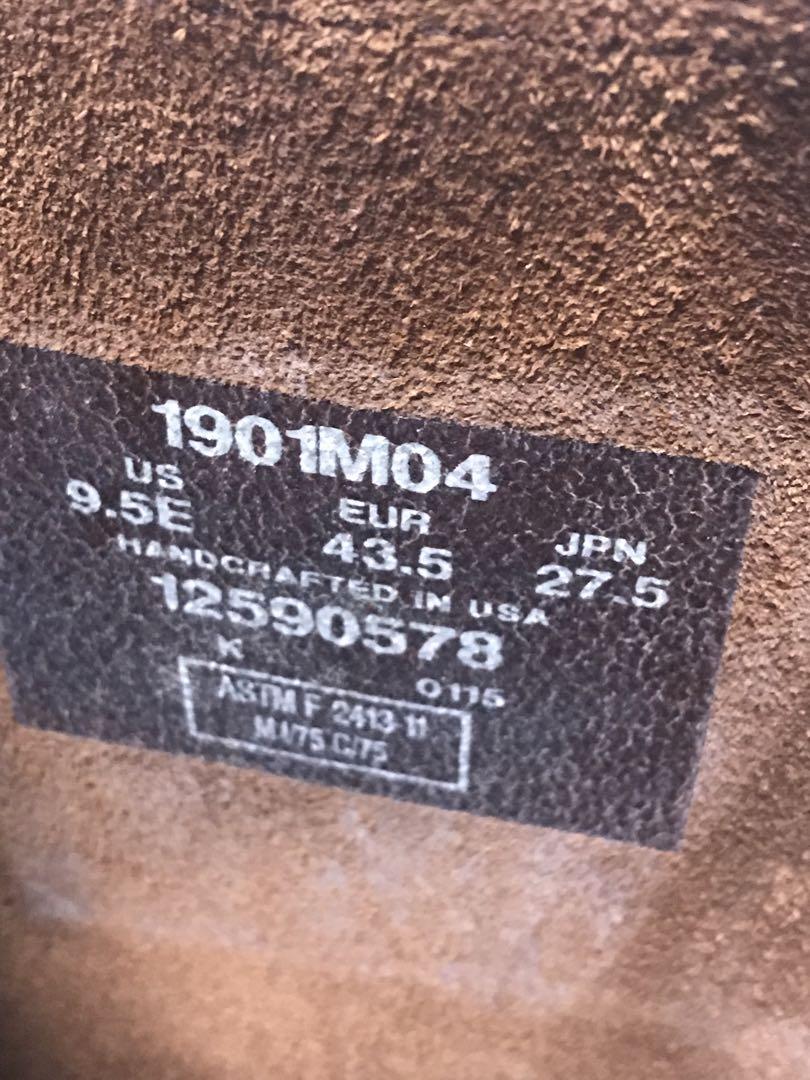 1901M04
US EUR JPN
9.5E 43.5 27.5
HANDCRAFTED IN USA
12590578
K 0115
ASTM F 2413-11
M I/75 C/75